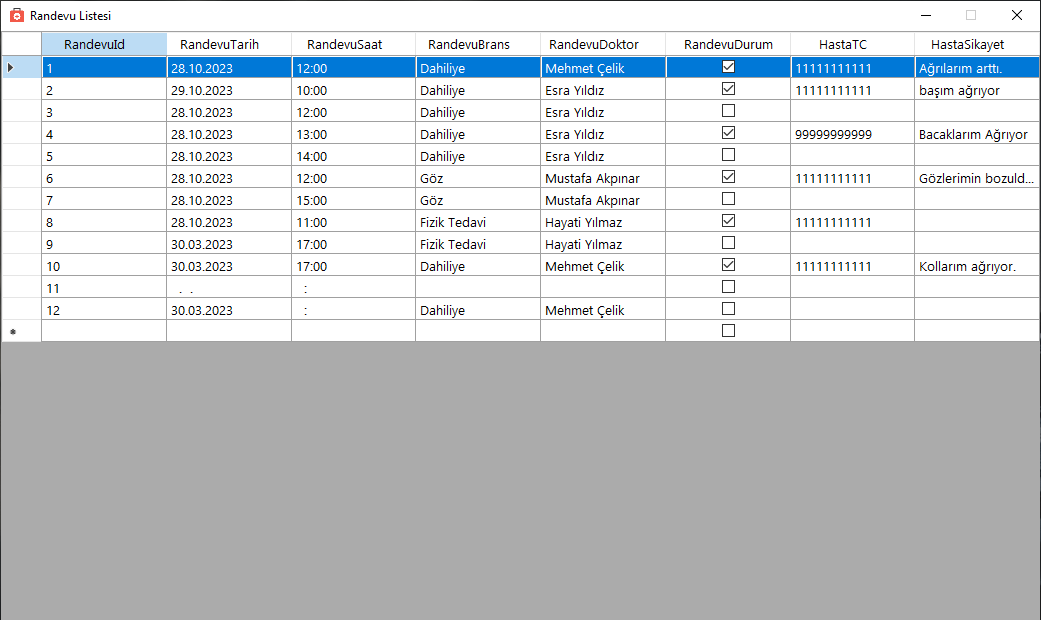 Randevu Listesi
RandevuId RandevuTarih RandevuSaat RandevuBrans RandevuDoktor RandevuDurum HastaTC HastaSikayet
1 28.10.2023 12:00 Dahiliye Mehmet Çelik 11111111111 Ağrılarım arttı.
2 29.10.2023 10:00 Dahiliye Esra Yıldız 11111111111 başım ağrıyor
3 28.10.2023 12:00 Dahiliye Esra Yıldız
4 28.10.2023 13:00 Dahiliye Esra Yıldız 99999999999 Bacaklarım Ağrıyor
5 28.10.2023 14:00 Dahiliye Esra Yıldız
6 28.10.2023 12:00 Göz Mustafa Akpınar 11111111111 Gözlerimin bozuld...
7 28.10.2023 15:00 Göz Mustafa Akpınar
8 28.10.2023 11:00 Fizik Tedavi Hayati Yılmaz 11111111111
9 30.03.2023 17:00 Fizik Tedavi Hayati Yılmaz
10 30.03.2023 17:00 Dahiliye Mehmet Çelik 11111111111 Kollarım ağrıyor.
11 . . :
12 30.03.2023 : Dahiliye Mehmet Çelik